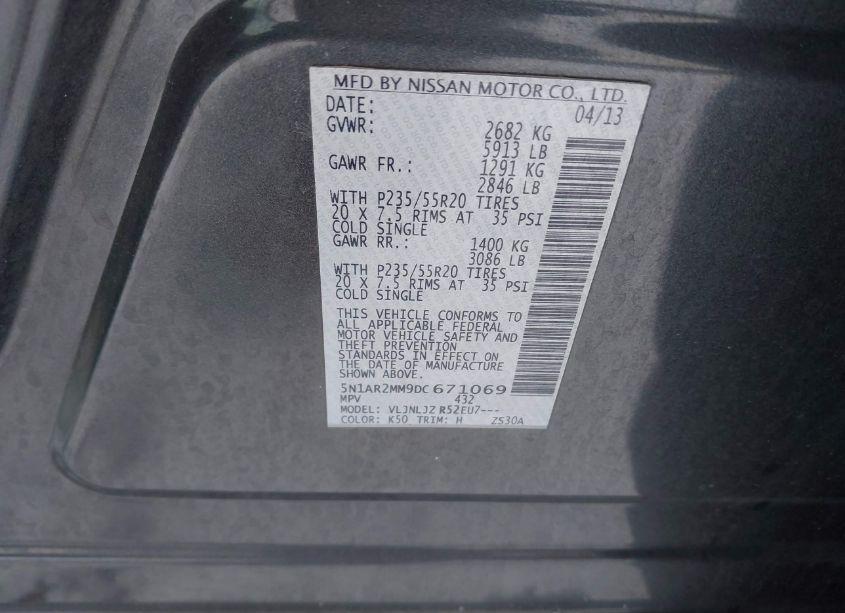 MFD BY NISSAN MOTOR CO., LTD.
DATE: 04/13
GVWR: 2682 KG
5913 LB
GAWR FR.: 1291 KG
2846 LB
WITH P235/55R20 TIRES
20 X 7.5 RIMS AT 35 PSI
COLD SINGLE
GAWR RR.: 1400 KG
3086 LB
WITH P235/55R20 TIRES
20 X 7.5 RIMS AT 35 PSI
COLD SINGLE
THIS VEHICLE CONFORMS TO
ALL APPLICABLE FEDERAL
MOTOR VEHICLE SAFETY AND
THEFT PREVENTION
STANDARDS IN EFFECT ON
THE DATE OF MANUFACTURE
SHOWN ABOVE.
5N1AR2MM9DC671069
MPV 432
MODEL: VLJNLJZ R52EU7---
COLOR: K50 TRIM: H ZS30A